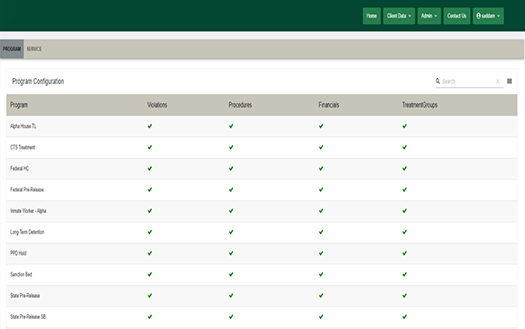 Home Client Data Admin Contact Us saddam
PROGRAM SERVICE
Program Configuration Search
Program Violations Procedures Financials TreatmentGroups
Alpha House TL
CTS Treatment
Federal HC
Federal Pre-Release
Inmate Worker - Alpha
Long-Term Detention
PPD Hold
Sanction Bed
State Pre-Release
State Pre-Release SB